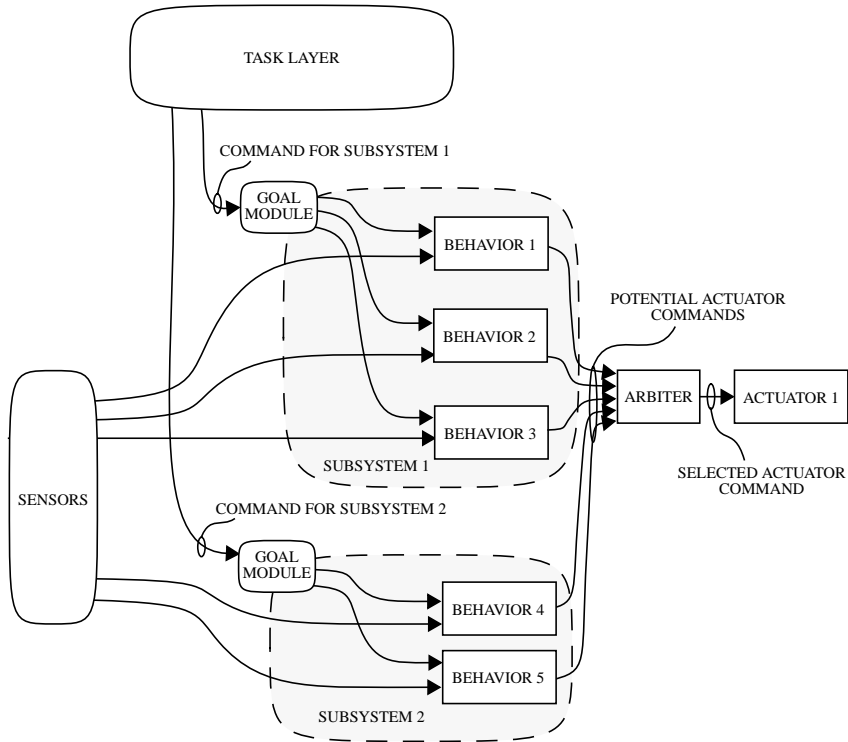 TASK LAYER
COMMAND FOR SUBSYSTEM 1
GOAL
MODULE
BEHAVIOR 1
POTENTIAL ACTUATOR
COMMANDS
BEHAVIOR 2
ARBITER
ACTUATOR 1
BEHAVIOR 3
SUBSYSTEM 1
SELECTED ACTUATOR
COMMAND
SENSORS
COMMAND FOR SUBSYSTEM 2
GOAL
MODULE
BEHAVIOR 4
BEHAVIOR 5
SUBSYSTEM 2